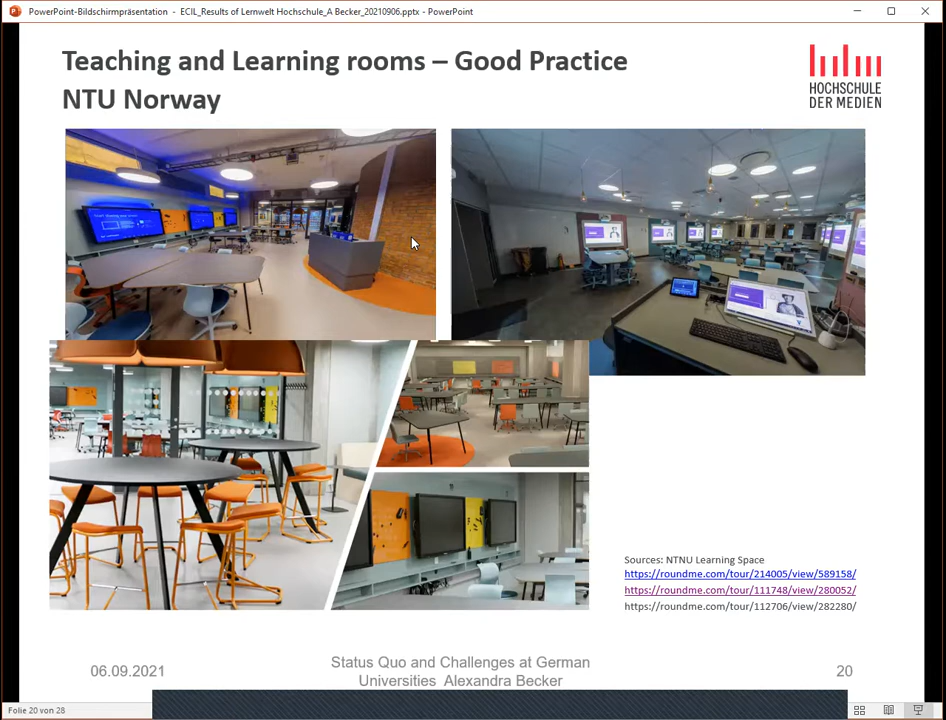 PowerPoint-Bildschirmpräsentation - ECIL_Results of Lernwelt Hochschule_A Becker_20210906.pptx - PowerPoint
Teaching and Learning rooms – Good Practice
NTU Norway
HOCHSCHULE
DER MEDIEN
Sources: NTNU Learning Space
https://roundme.com/tour/214005/view/589158/
https://roundme.com/tour/111748/view/280052/
https://roundme.com/tour/112706/view/282280/
06.09.2021
Status Quo and Challenges at German
Universities Alexandra Becker
20
Folie 20 von 28